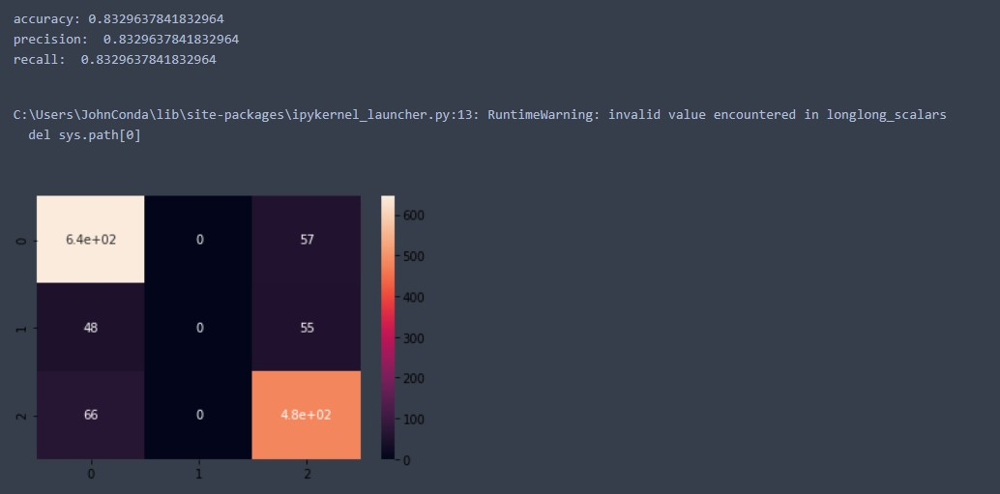 accuracy: 0.8329637841832964
precision:  0.8329637841832964
recall:  0.8329637841832964
C:\Users\JohnConda\lib\site-packages\ipykernel_launcher.py:13: RuntimeWarning: invalid value encountered in longlong_scalars
  del sys.path[0]
0 6.4e+02 0 57
1 48 0 55
2 66 0 4.8e+02
0 1 2
600
500
400
300
200
100
0